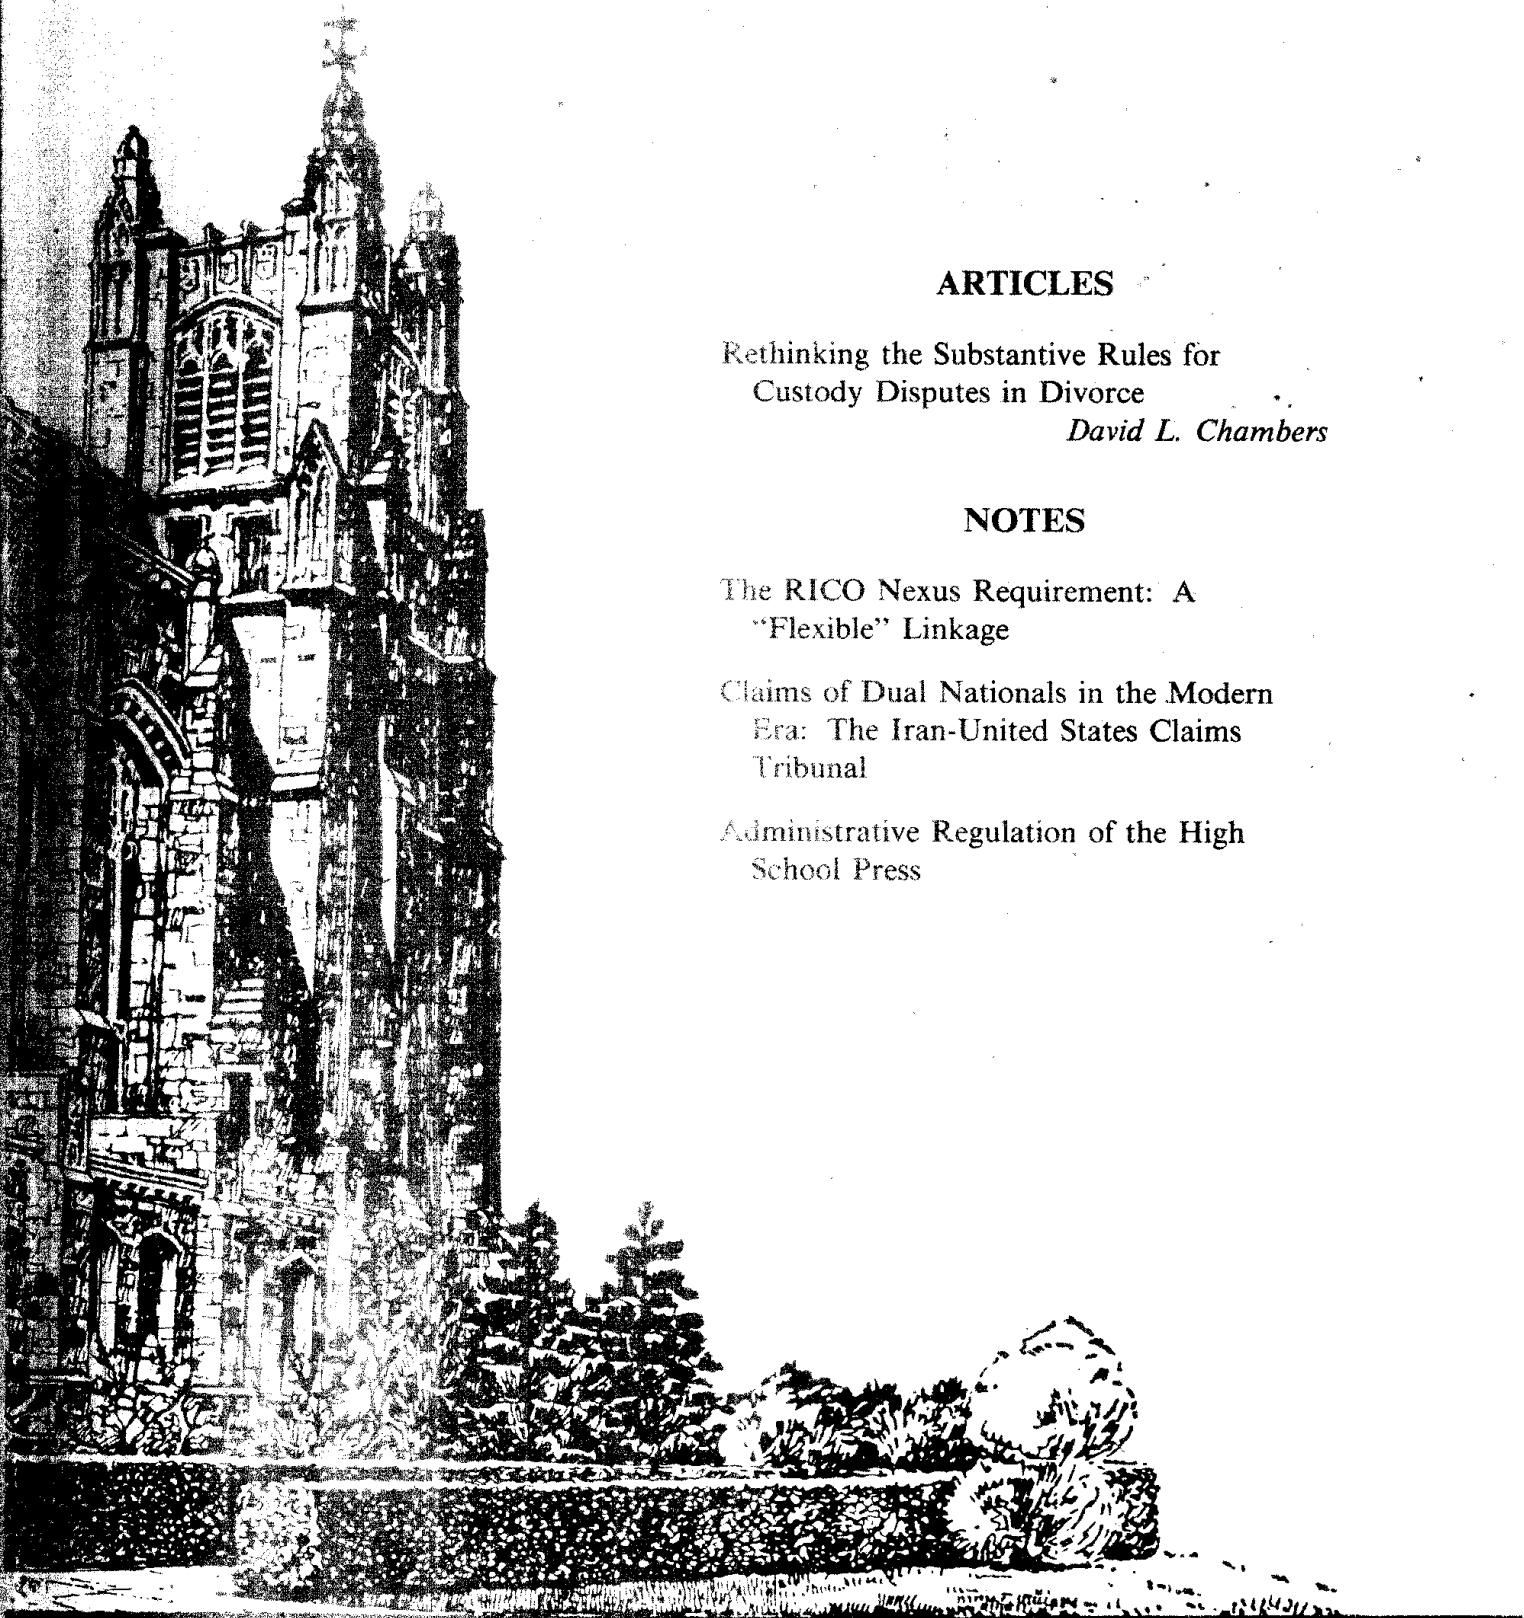 ARTICLES
Rethinking the Substantive Rules for
Custody Disputes in Divorce
David L. Chambers
NOTES
The RICO Nexus Requirement: A
“Flexible” Linkage
Claims of Dual Nationals in the Modern
Era: The Iran-United States Claims
Tribunal
Administrative Regulation of the High
School Press